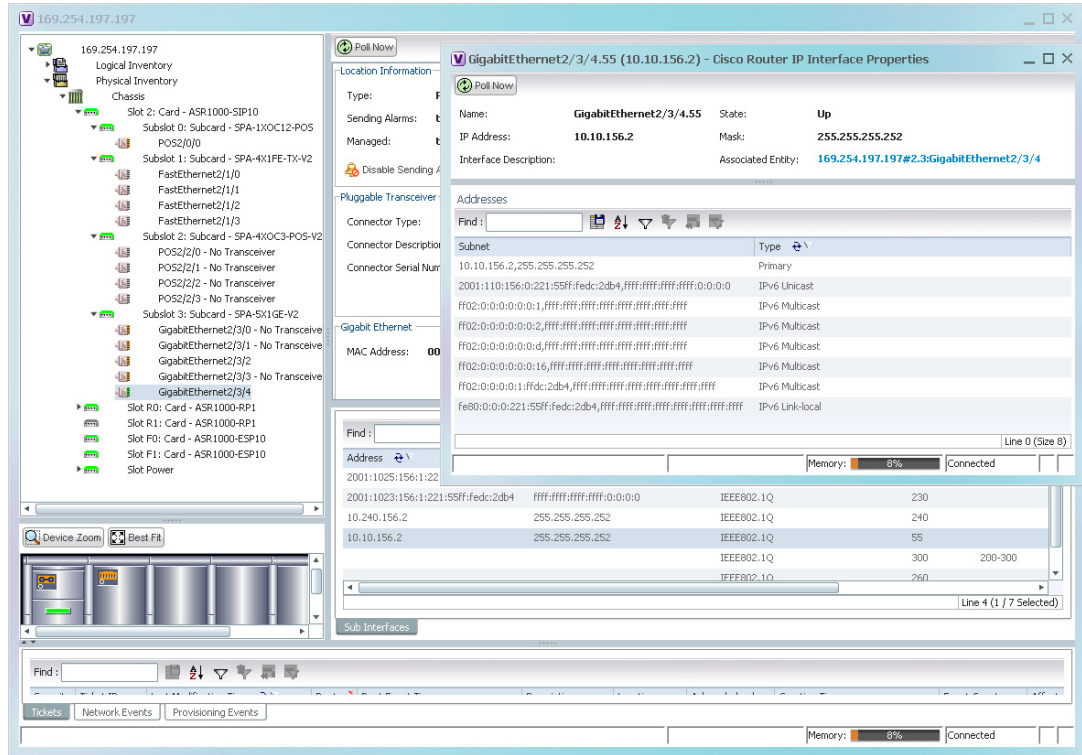 169.254.197.197
169.254.197.197
Logical Inventory
Physical Inventory
Chassis
Slot 2: Card - ASR1000-SIP10
Subslot 0: Subcard - SPA-1XOC12-POS
POS2/0/0
Subslot 1: Subcard - SPA-4X1FE-TX-V2
FastEthernet2/1/0
FastEthernet2/1/1
FastEthernet2/1/2
FastEthernet2/1/3
Subslot 2: Subcard - SPA-4XOC3-POS-V2
POS2/2/0 - No Transceiver
POS2/2/1 - No Transceiver
POS2/2/2 - No Transceiver
POS2/2/3 - No Transceiver
Subslot 3: Subcard - SPA-5X1GE-V2
GigabitEthernet2/3/0 - No Transceive
GigabitEthernet2/3/1 - No Transceive
GigabitEthernet2/3/2
GigabitEthernet2/3/3 - No Transceive
GigabitEthernet2/3/4
Slot R0: Card - ASR1000-RP1
Slot R1: Card - ASR1000-RP1
Slot F0: Card - ASR1000-ESP10
Slot F1: Card - ASR1000-ESP10
Slot Power
Device Zoom Best Fit
Poll Now
Location Information
Type:
Sending Alarms:
Managed:
Disable Sending
Pluggable Transceiver
Connector Type:
Connector Description
Connector Serial Num
Gigabit Ethernet
MAC Address: 00
GigabitEthernet2/3/4.55 (10.10.156.2) - Cisco Router IP Interface Properties
Poll Now
Name: GigabitEthernet2/3/4.55 State: Up
IP Address: 10.10.156.2 Mask: 255.255.255.252
Interface Description: Associated Entity: 169.254.197.197#2.3:GigabitEthernet2/3/4
Addresses
Find :
Subnet Type
10.10.156.2,255.255.255.252 Primary
2001:110:156:0:221:55ff:fedc:2db4,ffff:ffff:ffff:ffff:0:0:0:0 IPv6 Unicast
ff02:0:0:0:0:0:0:1,ffff:ffff:ffff:ffff:ffff:ffff:ffff:ffff IPv6 Multicast
ff02:0:0:0:0:0:0:2,ffff:ffff:ffff:ffff:ffff:ffff:ffff:ffff IPv6 Multicast
ff02:0:0:0:0:0:0:d,ffff:ffff:ffff:ffff:ffff:ffff:ffff:ffff IPv6 Multicast
ff02:0:0:0:0:0:0:16,ffff:ffff:ffff:ffff:ffff:ffff:ffff:ffff IPv6 Multicast
ff02:0:0:0:0:1:ffdc:2db4,ffff:ffff:ffff:ffff:ffff:ffff:ffff:ffff IPv6 Multicast
fe80:0:0:0:221:55ff:fedc:2db4,ffff:ffff:ffff:ffff:ffff:ffff:ffff:ffff IPv6 Link-local
Line 0 (Size 8)
Memory: 8% Connected
Find :
Address
2001:1025:156:1:22
2001:1023:156:1:221:55ff:fedc:2db4 ffff:ffff:ffff:ffff:0:0:0:0 IEEE802.1Q 230
10.240.156.2 255.255.255.252 IEEE802.1Q 240
10.10.156.2 255.255.255.252 IEEE802.1Q 55
IEEE802.1Q 300 200-300
IEEE802.1Q 260
Line 4 (1 / 7 Selected)
Sub Interfaces
Find :
Tickets Network Events Provisioning Events
Memory: 8% Connected